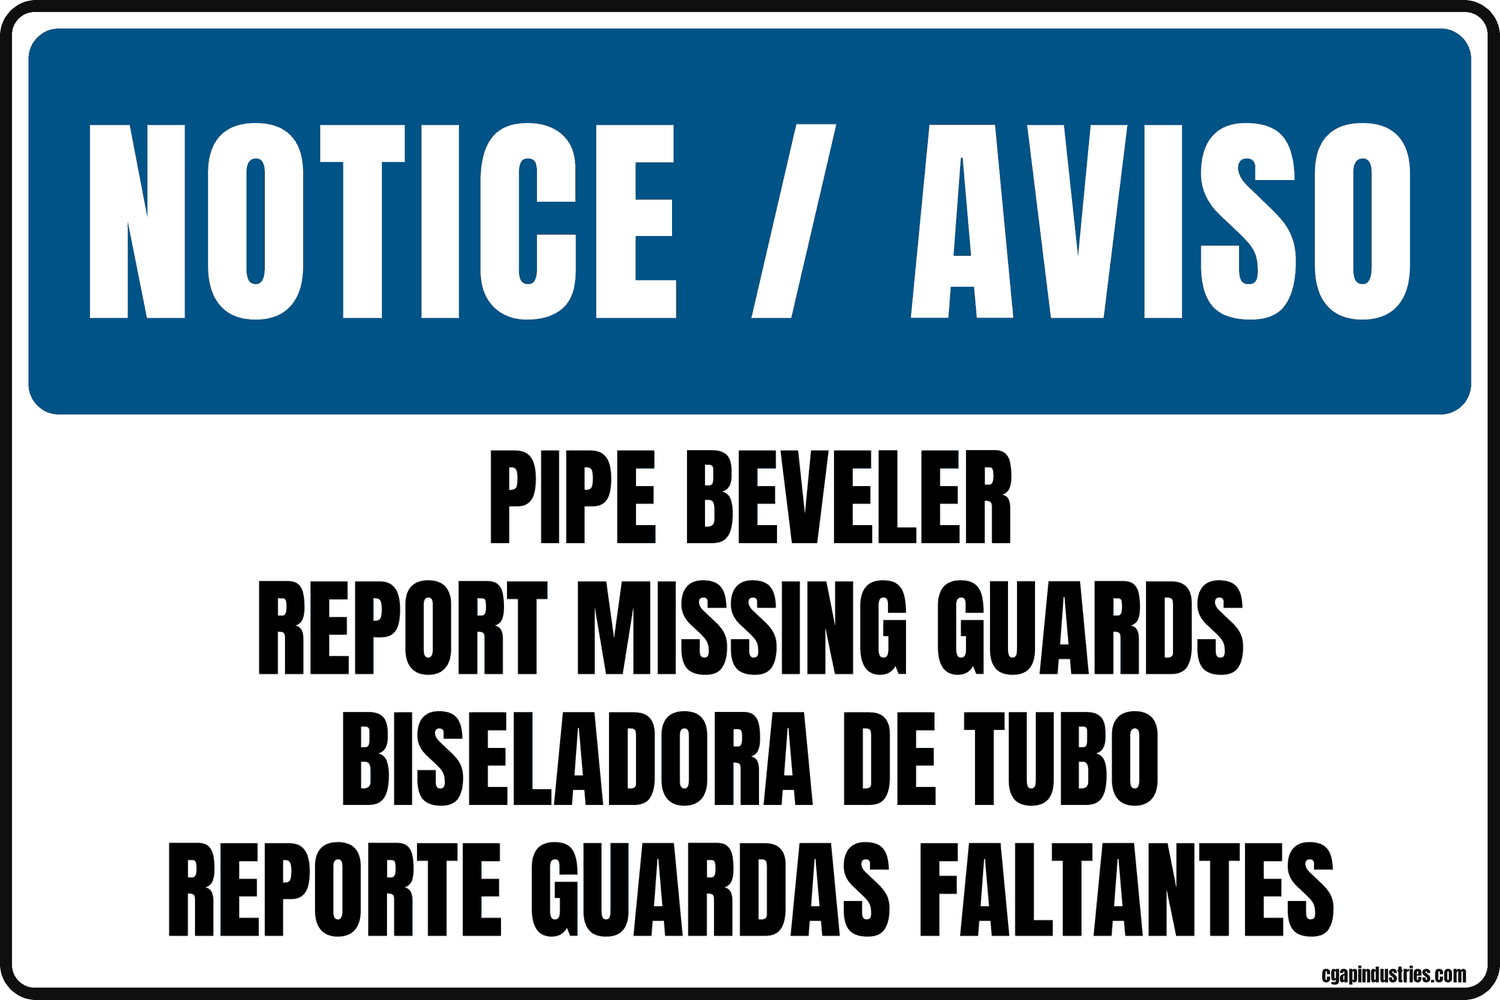 NOTICE / AVISO
PIPE BEVELER
REPORT MISSING GUARDS
BISELADORA DE TUBO
REPORTE GUARDAS FALTANTES
cgapindustries.com